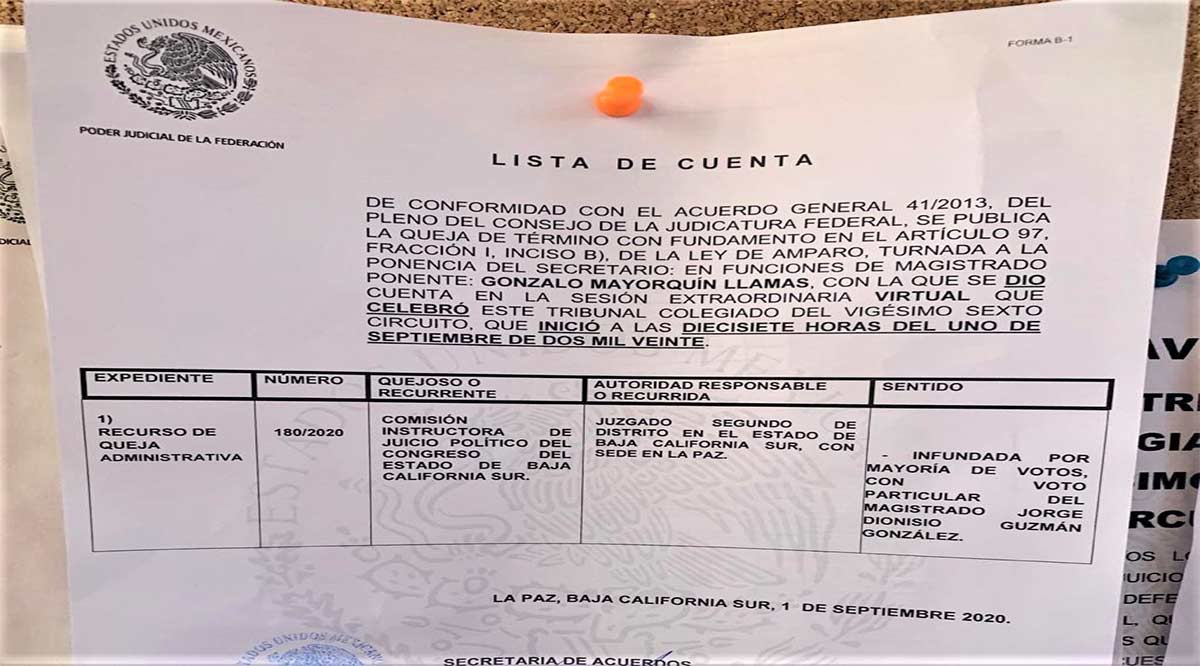 ESTADOS UNIDOS MEXICANOS
FORMA B-1
PODER JUDICIAL DE LA FEDERACIÓN
LISTA DE CUENTA
DE CONFORMIDAD CON EL ACUERDO GENERAL 41/2013, DEL
PLENO DEL CONSEJO DE LA JUDICATURA FEDERAL, SE PUBLICA
LA QUEJA DE TÉRMINO CON FUNDAMENTO EN EL ARTÍCULO 97,
FRACCIÓN I, INCISO B), DE LA LEY DE AMPARO, TURNADA A LA
PONENCIA DEL SECRETARIO: EN FUNCIONES DE MAGISTRADO
PONENTE: GONZALO MAYORQUÍN LLAMAS, CON LA QUE SE DIO
CUENTA EN LA SESIÓN EXTRAORDINARIA VIRTUAL QUE
CELEBRÓ ESTE TRIBUNAL COLEGIADO DEL VIGÉSIMO SEXTO
CIRCUITO, QUE INICIÓ A LAS DIECISIETE HORAS DEL UNO DE
SEPTIEMBRE DE DOS MIL VEINTE.
EXPEDIENTE
NÚMERO
QUEJOSO O
RECURRENTE
AUTORIDAD RESPONSABLE
O RECURRIDA
SENTIDO
1)
RECURSO DE
QUEJA
ADMINISTRATIVA
180/2020
COMISIÓN
INSTRUCTORA DE
JUICIO POLÍTICO DEL
CONGRESO DEL
ESTADO DE BAJA
CALIFORNIA SUR.
JUZGADO SEGUNDO DE
DISTRITO EN EL ESTADO DE
BAJA CALIFORNIA SUR, CON
SEDE EN LA PAZ.
- INFUNDADA POR
MAYORÍA DE VOTOS,
CON VOTO
PARTICULAR DEL
MAGISTRADO JORGE
DIONISIO GUZMÁN
GONZÁLEZ.
LA PAZ, BAJA CALIFORNIA SUR, 1 DE SEPTIEMBRE 2020.
UNIDOS MEXICANOS
SECRETARIA DE ACUERDOS